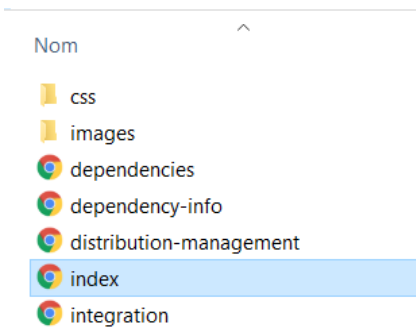 Nom
css
images
dependencies
dependency-info
distribution-management
index
integration